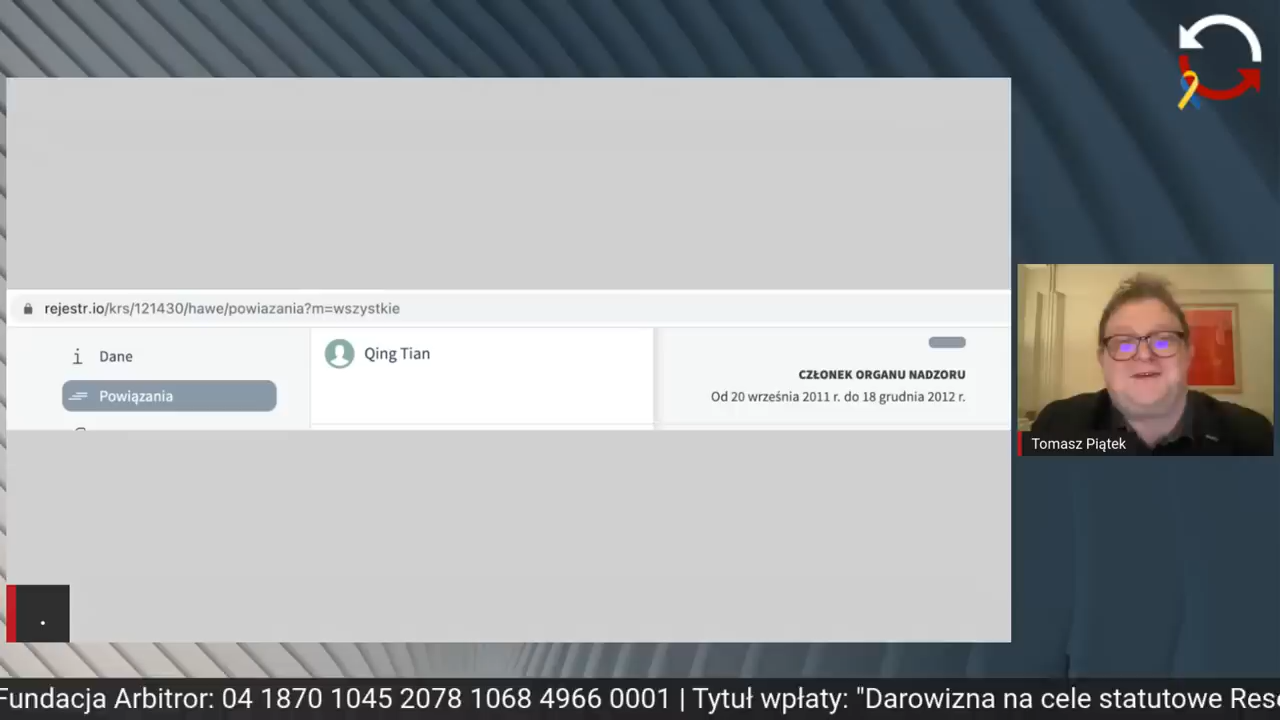 rejestr.io/krs/121430/hawe/powiazania?m=wszystkie
Dane
Powiązania
Qing Tian
CZŁONEK ORGANU NADZORU
Od 20 września 2011 r. do 18 grudnia 2012 r.
Tomasz Piątek
.
Fundacja Arbitror: 04 1870 1045 2078 1068 4966 0001 | Tytuł wpłaty: "Darowizna na cele statutowe Rese